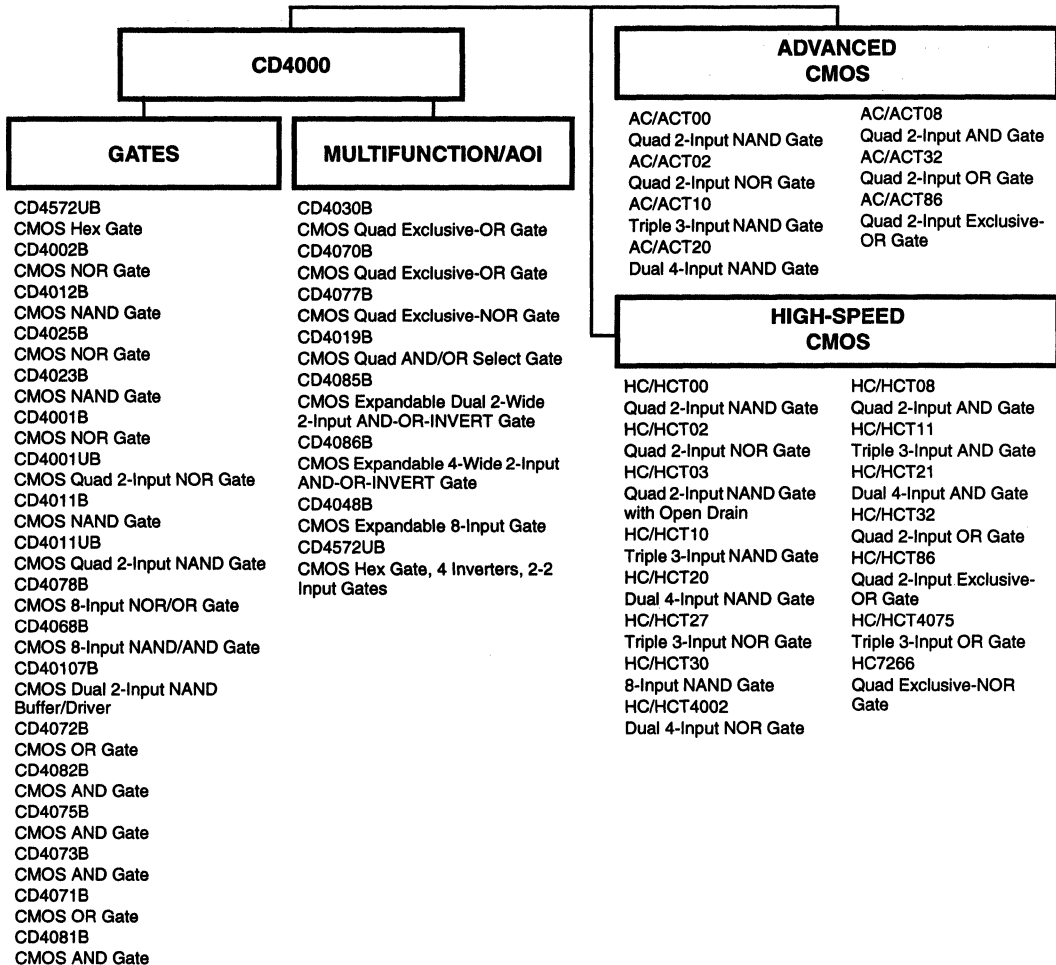 CD4000
GATES
CD4572UB
CMOS Hex Gate
CD4002B
CMOS NOR Gate
CD4012B
CMOS NAND Gate
CD4025B
CMOS NOR Gate
CD4023B
CMOS NAND Gate
CD4001B
CMOS NOR Gate
CD4001UB
CMOS Quad 2-Input NOR Gate
CD4011B
CMOS NAND Gate
CD4011UB
CMOS Quad 2-Input NAND Gate
CD4078B
CMOS 8-Input NOR/OR Gate
CD4068B
CMOS 8-Input NAND/AND Gate
CD40107B
CMOS Dual 2-Input NAND
Buffer/Driver
CD4072B
CMOS OR Gate
CD4082B
CMOS AND Gate
CD4075B
CMOS AND Gate
CD4073B
CMOS AND Gate
CD4071B
CMOS OR Gate
CD4081B
CMOS AND Gate
MULTIFUNCTION/AOI
CD4030B
CMOS Quad Exclusive-OR Gate
CD4070B
CMOS Quad Exclusive-OR Gate
CD4077B
CMOS Quad Exclusive-NOR Gate
CD4019B
CMOS Quad AND/OR Select Gate
CD4085B
CMOS Expandable Dual 2-Wide
2-Input AND-OR-INVERT Gate
CD4086B
CMOS Expandable 4-Wide 2-Input
AND-OR-INVERT Gate
CD4048B
CMOS Expandable 8-Input Gate
CD4572UB
CMOS Hex Gate, 4 Inverters, 2-2
Input Gates
ADVANCED
CMOS
AC/ACT00
Quad 2-Input NAND Gate
AC/ACT02
Quad 2-Input NOR Gate
AC/ACT10
Triple 3-Input NAND Gate
AC/ACT20
Dual 4-Input NAND Gate
AC/ACT08
Quad 2-Input AND Gate
AC/ACT32
Quad 2-Input OR Gate
AC/ACT86
Quad 2-Input Exclusive-
OR Gate
HIGH-SPEED
CMOS
HC/HCT00
Quad 2-Input NAND Gate
HC/HCT02
Quad 2-Input NOR Gate
HC/HCT03
Quad 2-Input NAND Gate
with Open Drain
HC/HCT10
Triple 3-Input NAND Gate
HC/HCT20
Dual 4-Input NAND Gate
HC/HCT27
Triple 3-Input NOR Gate
HC/HCT30
8-Input NAND Gate
HC/HCT4002
Dual 4-Input NOR Gate
HC/HCT08
Quad 2-Input AND Gate
HC/HCT11
Triple 3-Input AND Gate
HC/HCT21
Dual 4-Input AND Gate
HC/HCT32
Quad 2-Input OR Gate
HC/HCT86
Quad 2-Input Exclusive-
OR Gate
HC/HCT4075
Triple 3-Input OR Gate
HC7266
Quad Exclusive-NOR
Gate